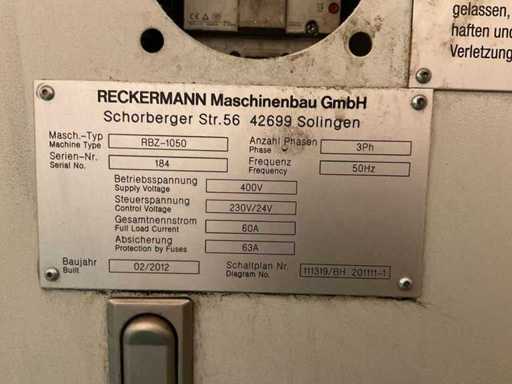 gelassen,
haften und
Verletzung
RECKERMANN Maschinenbau GmbH
Schorberger Str.56 42699 Solingen
Masch.-Typ RBZ-1050 Anzahl Phasen 3Ph
Machine Type Phase
Serien-Nr. 184 Frequenz 50Hz
Serial No. Frequency
Betriebsspannung 400V
Supply Voltage
Steuerspannung 230V/24V
Control Voltage
Gesamtnennstrom 60A
Full Load Current
Absicherung 63A
Protection by Fuses
Baujahr 02/2012 Schaltplan Nr. 111319/BH 201111-1
Built Diagram No.